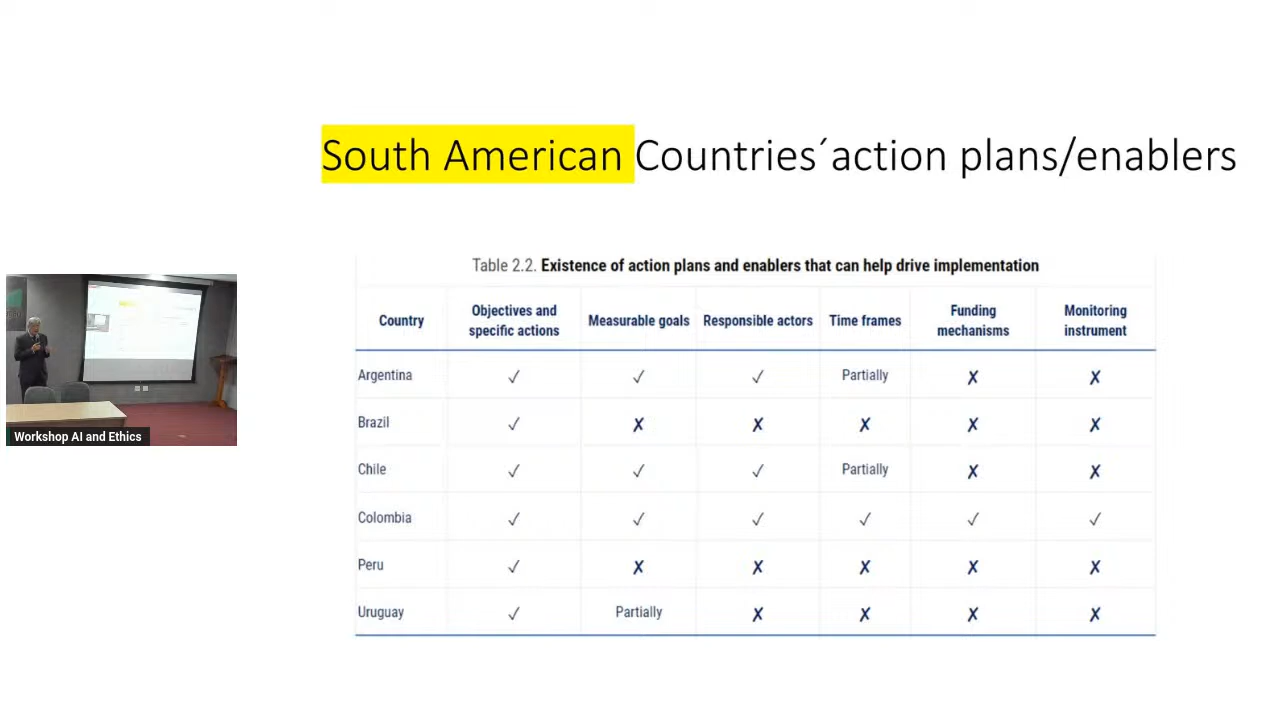 South American Countries´action plans/enablers
Table 2.2. Existence of action plans and enablers that can help drive implementation
Country Objectives and specific actions Measurable goals Responsible actors Time frames Funding mechanisms Monitoring instrument
Argentina ✓ ✓ ✓ Partially ✗ ✗
Brazil ✓ ✗ ✗ ✗ ✗ ✗
Chile ✓ ✓ ✓ Partially ✗ ✗
Colombia ✓ ✓ ✓ ✓ ✓ ✓
Peru ✓ ✗ ✗ ✗ ✗ ✗
Uruguay ✓ Partially ✗ ✗ ✗ ✗
Workshop AI and Ethics